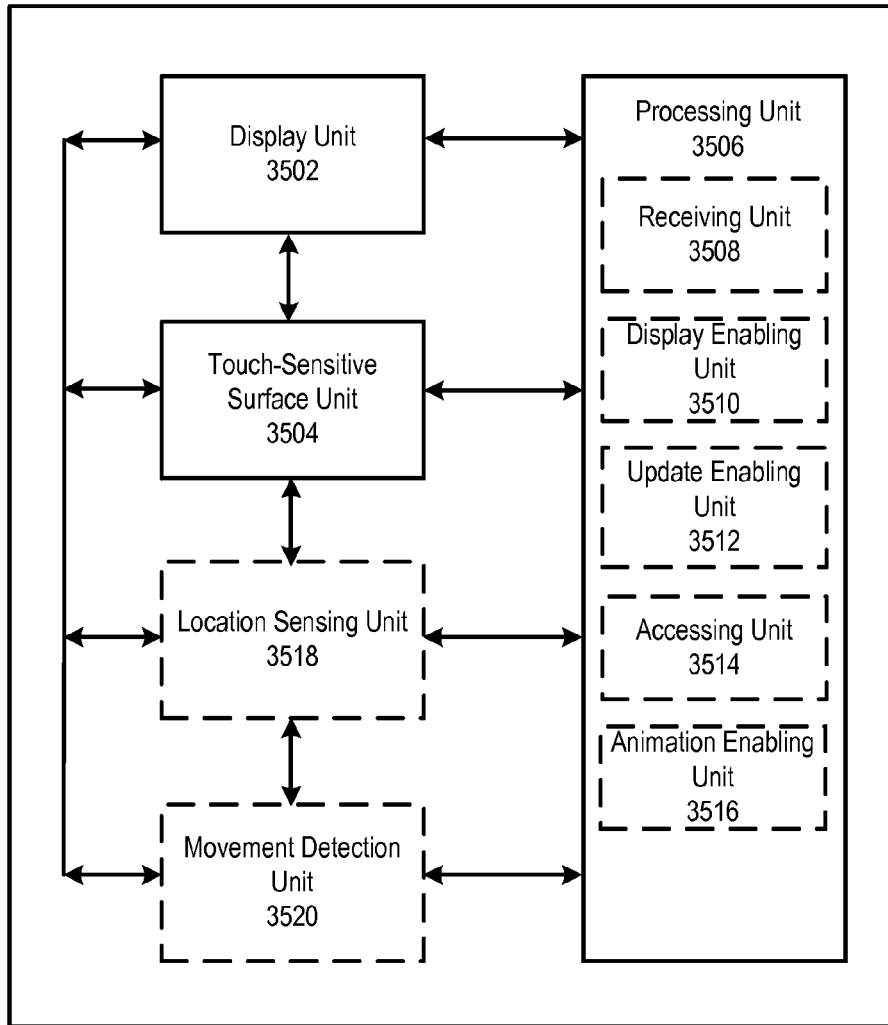 Display Unit
3502
Touch-Sensitive
Surface Unit
3504
Location Sensing Unit
3518
Movement Detection
Unit
3520
Processing Unit
3506
Receiving Unit
3508
Display Enabling
Unit
3510
Update Enabling
Unit
3512
Accessing Unit
3514
Animation Enabling
Unit
3516